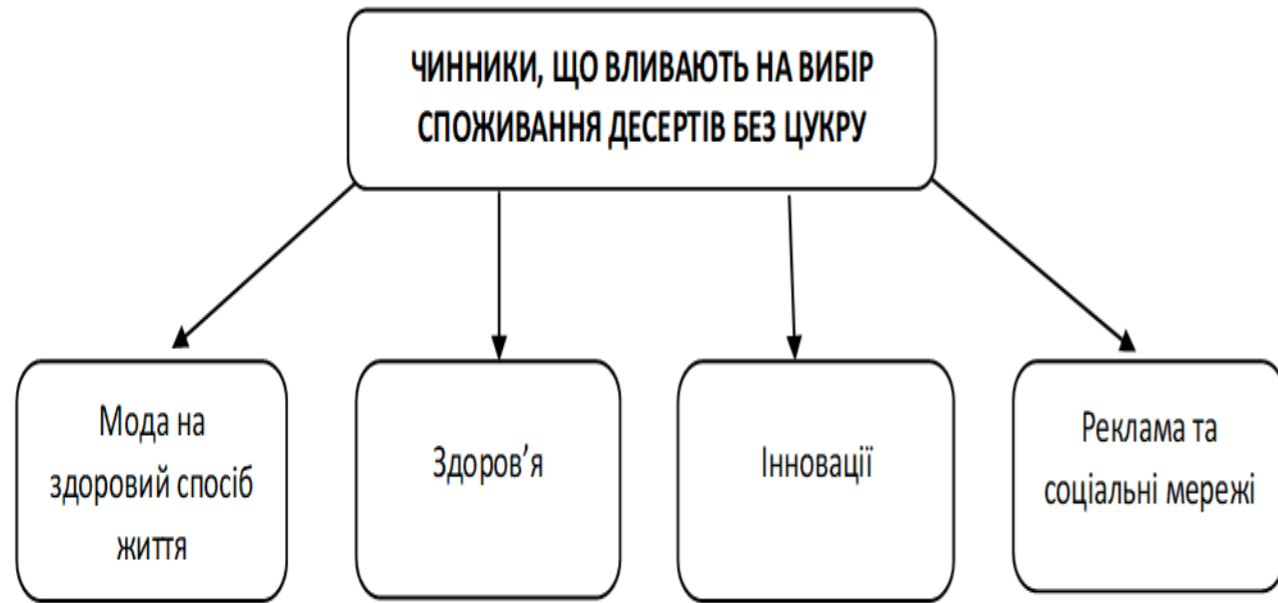 ЧИННИКИ, ЩО ВЛИВАЮТЬ НА ВИБІР
СПОЖИВАННЯ ДЕСЕРТІВ БЕЗ ЦУКРУ
Мода на
здоровий спосіб
життя
Здоров’я
Інновації
Реклама та
соціальні мережі